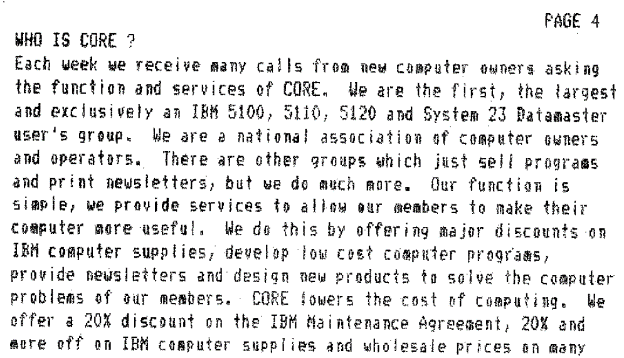 PAGE 4
WHO IS CORE ?
Each week we receive many calls from new computer owners asking
the function and services of CORE.  We are the first, the largest
and exclusively an IBM 5100, 5110, 5120 and System 23 Datamaster
user's group.  We are a national association of computer owners
and operators.  There are other groups which just sell programs
and print newsletters, but we do much more.  Our function is
simple, we provide services to allow our members to make their
computer more useful.  We do this by offering major discounts on
IBM computer supplies, develop low cost computer programs,
provide newsletters and design new products to solve the computer
problems of our members.  CORE lowers the cost of computing.  We
offer a 20% discount on the IBM Maintenance Agreement, 20% and
more off on IBM computer supplies and wholesale prices on many